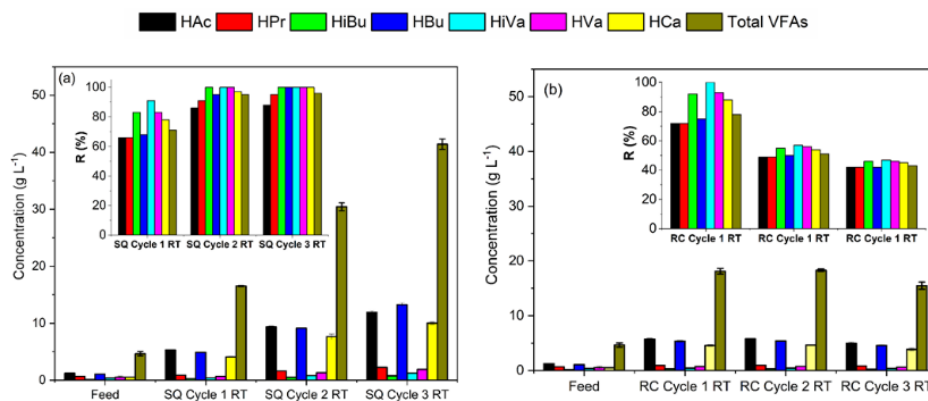 HAc HPr HiBu HBu HiVa HVa HCa Total VFAs
(a)
Concentration (g L⁻¹)
50
40
30
20
10
0
R (%)
100
80
60
40
20
0
SQ Cycle 1 RT SQ Cycle 2 RT SQ Cycle 3 RT
Feed SQ Cycle 1 RT SQ Cycle 2 RT SQ Cycle 3 RT
(b)
Concentration (g L⁻¹)
50
40
30
20
10
0
R (%)
100
80
60
40
20
0
RC Cycle 1 RT RC Cycle 1 RT RC Cycle 1 RT
Feed RC Cycle 1 RT RC Cycle 2 RT RC Cycle 3 RT